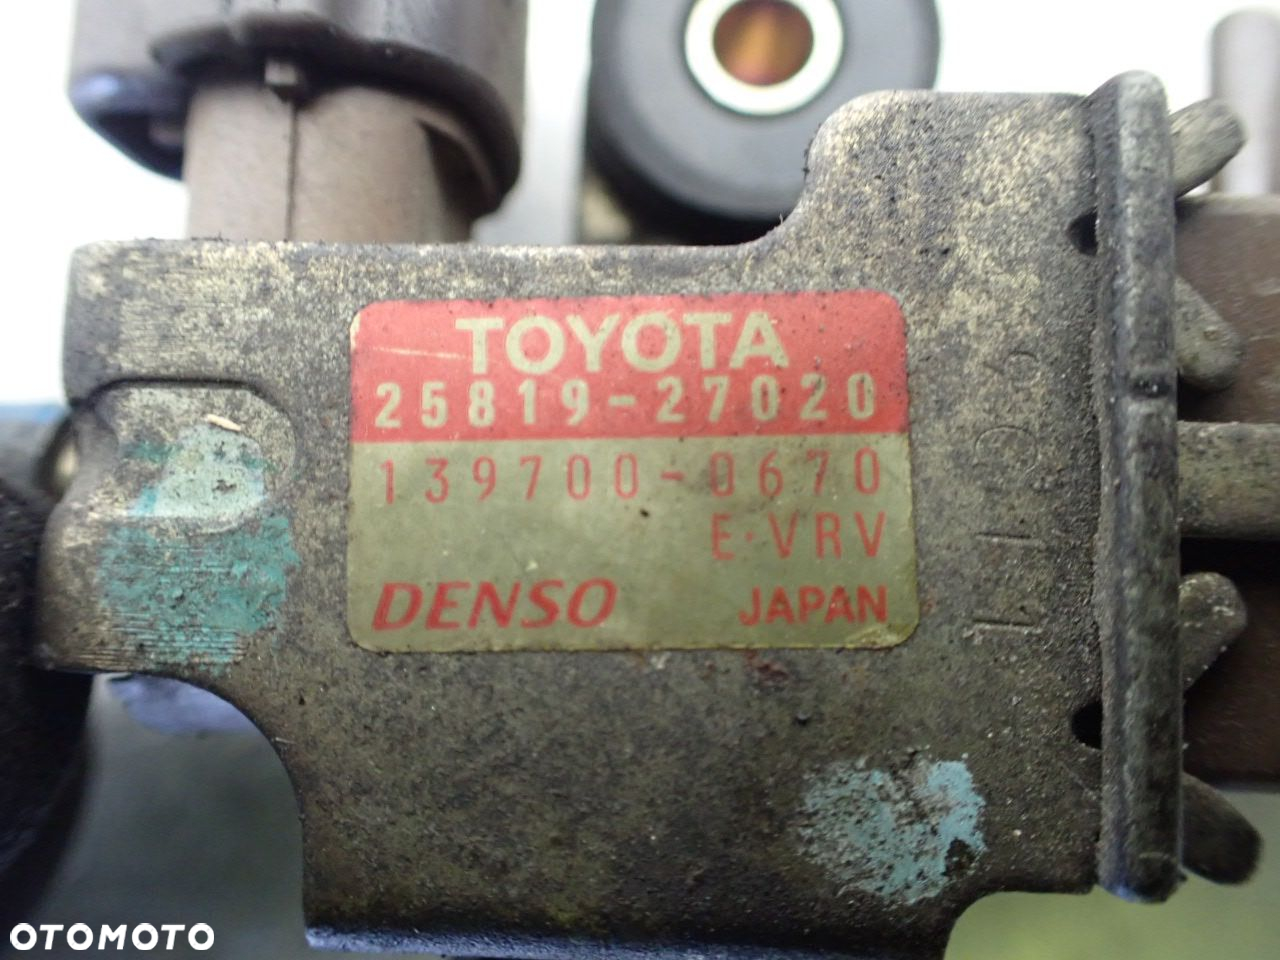 TOYOTA
25819-27020
139700-0670
E·VRV
DENSO JAPAN
OTOMOTO